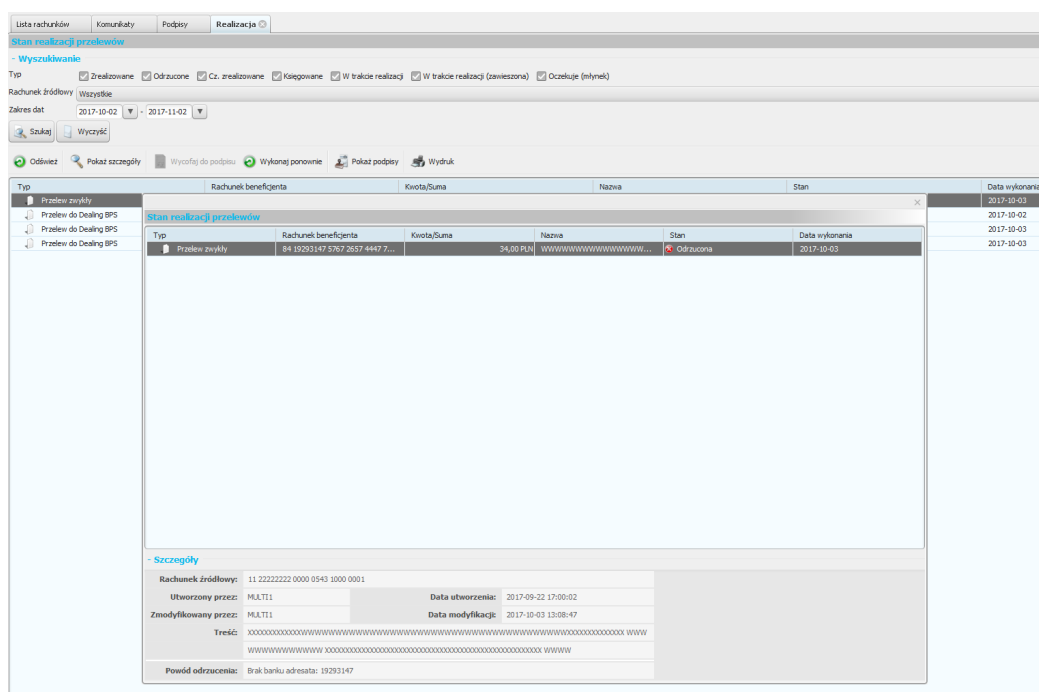 Lista rachunków Komunikaty Podpisy Realizacja
Stan realizacji przelewów
- Wyszukiwanie
Typ Zrealizowane Odrzucone Cz. zrealizowane Księgowane W trakcie realizacji W trakcie realizacji (zawieszona) Oczekuje (młynek)
Rachunek źródłowy Wszystkie
Zakres dat 2017-10-02 - 2017-11-02
Szukaj Wyczyść
Odśwież Pokaż szczegóły Wycofaj do podpisu Wykonaj ponownie Pokaż podpisy Wydruk
Typ Rachunek beneficjenta Kwota/Suma Nazwa Stan Data wykonania
Przelew zwykły 2017-10-03
Przelew do Dealing BPS 2017-10-02
Przelew do Dealing BPS 2017-10-03
Przelew do Dealing BPS 2017-10-03
Stan realizacji przelewów
Typ Rachunek beneficjenta Kwota/Suma Nazwa Stan Data wykonania
Przelew zwykły 84 19293147 5767 2657 4447 7... 34,00 PLN WWWWWWWWWWWWWWWW... Odrzucona 2017-10-03
- Szczegóły
Rachunek źródłowy: 11 22222222 0000 0543 1000 0001
Utworzony przez: MULTI1 Data utworzenia: 2017-09-22 17:00:02
Zmodyfikowany przez: MULTI1 Data modyfikacji: 2017-10-03 13:08:47
Treść:
Powód odrzucenia: Brak banku adresata: 19293147